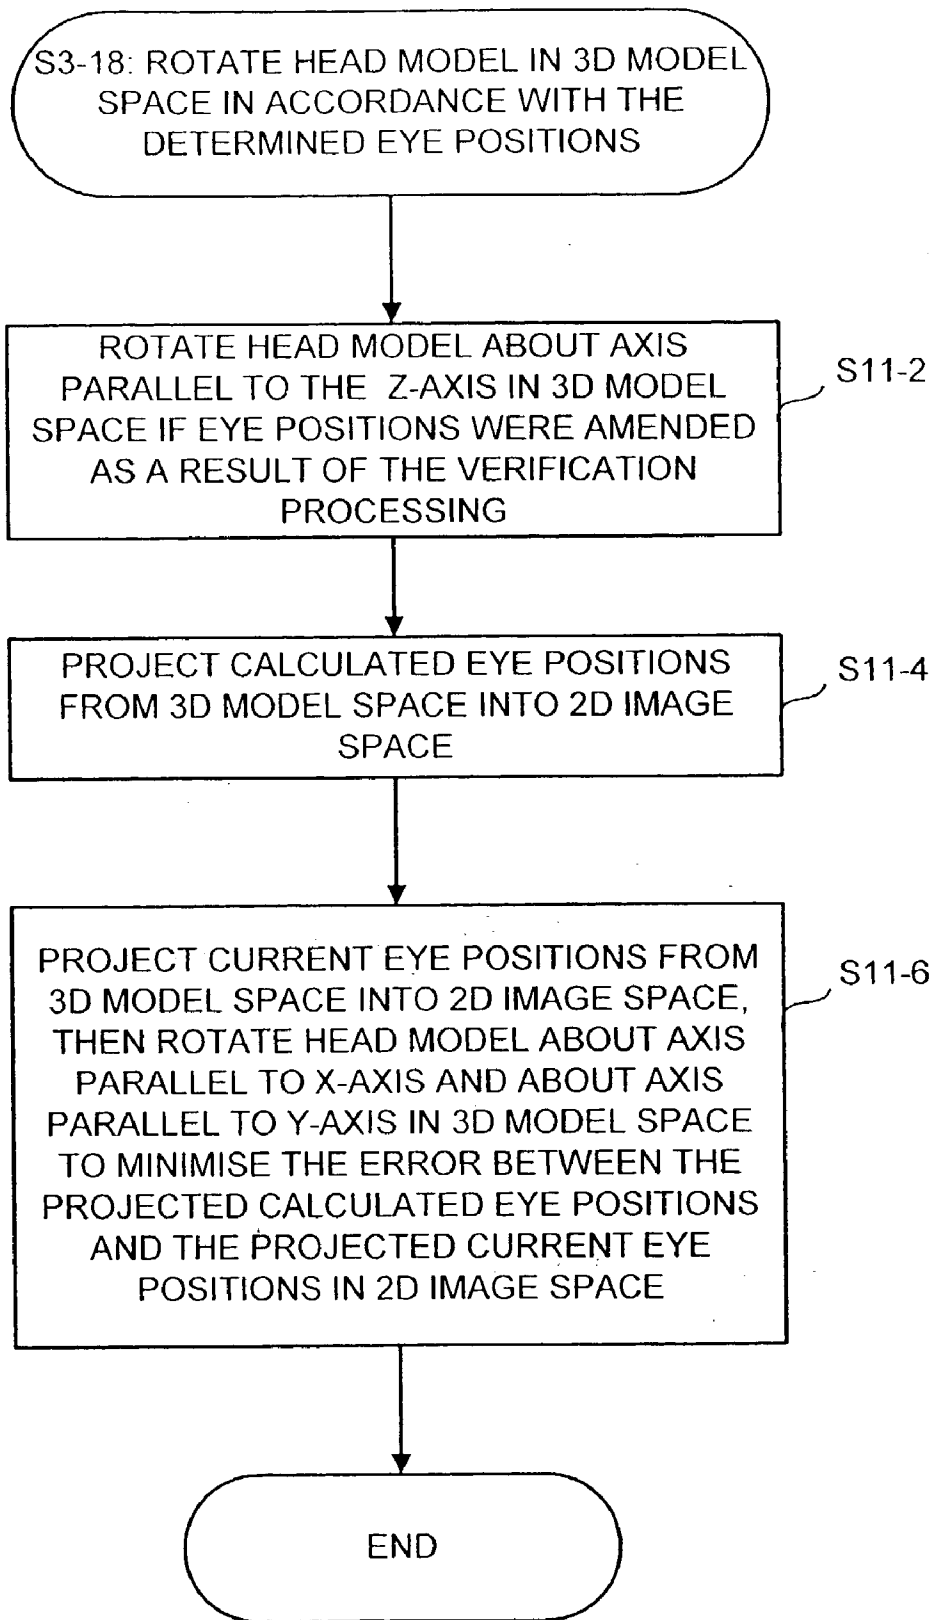 S3-18: ROTATE HEAD MODEL IN 3D MODEL
SPACE IN ACCORDANCE WITH THE
DETERMINED EYE POSITIONS
ROTATE HEAD MODEL ABOUT AXIS
PARALLEL TO THE Z-AXIS IN 3D MODEL
SPACE IF EYE POSITIONS WERE AMENDED
AS A RESULT OF THE VERIFICATION
PROCESSING
S11-2
PROJECT CALCULATED EYE POSITIONS
FROM 3D MODEL SPACE INTO 2D IMAGE
SPACE
S11-4
PROJECT CURRENT EYE POSITIONS FROM
3D MODEL SPACE INTO 2D IMAGE SPACE,
THEN ROTATE HEAD MODEL ABOUT AXIS
PARALLEL TO X-AXIS AND ABOUT AXIS
PARALLEL TO Y-AXIS IN 3D MODEL SPACE
TO MINIMISE THE ERROR BETWEEN THE
PROJECTED CALCULATED EYE POSITIONS
AND THE PROJECTED CURRENT EYE
POSITIONS IN 2D IMAGE SPACE
S11-6
END